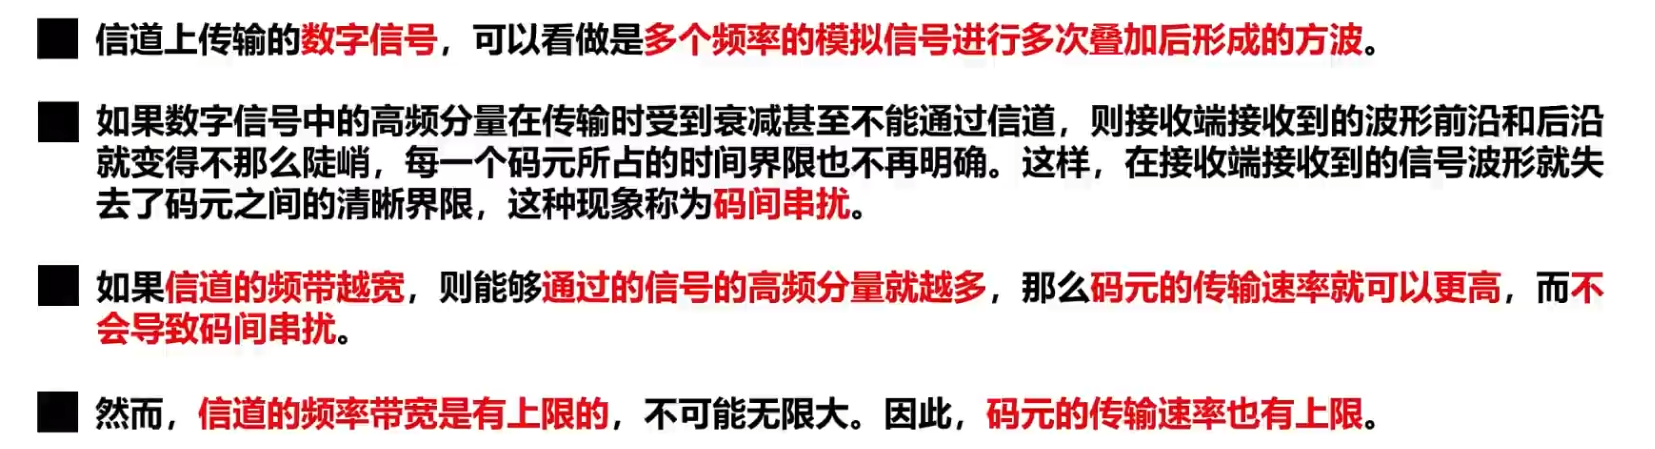 信道上传输的数字信号，可以看做是多个频率的模拟信号进行多次叠加后形成的方波。
如果数字信号中的高频分量在传输时受到衰减甚至不能通过信道，则接收端接收到的波形前沿和后沿
就变得不那么陡峭，每一个码元所占的时间界限也不再明确。这样，在接收端接收到的信号波形就失
去了码元之间的清晰界限，这种现象称为码间串扰。
如果信道的频带越宽，则能够通过的信号的高频分量就越多，那么码元的传输速率就可以更高，而不
会导致码间串扰。
然而，信道的频率带宽是有上限的，不可能无限大。因此，码元的传输速率也有上限。